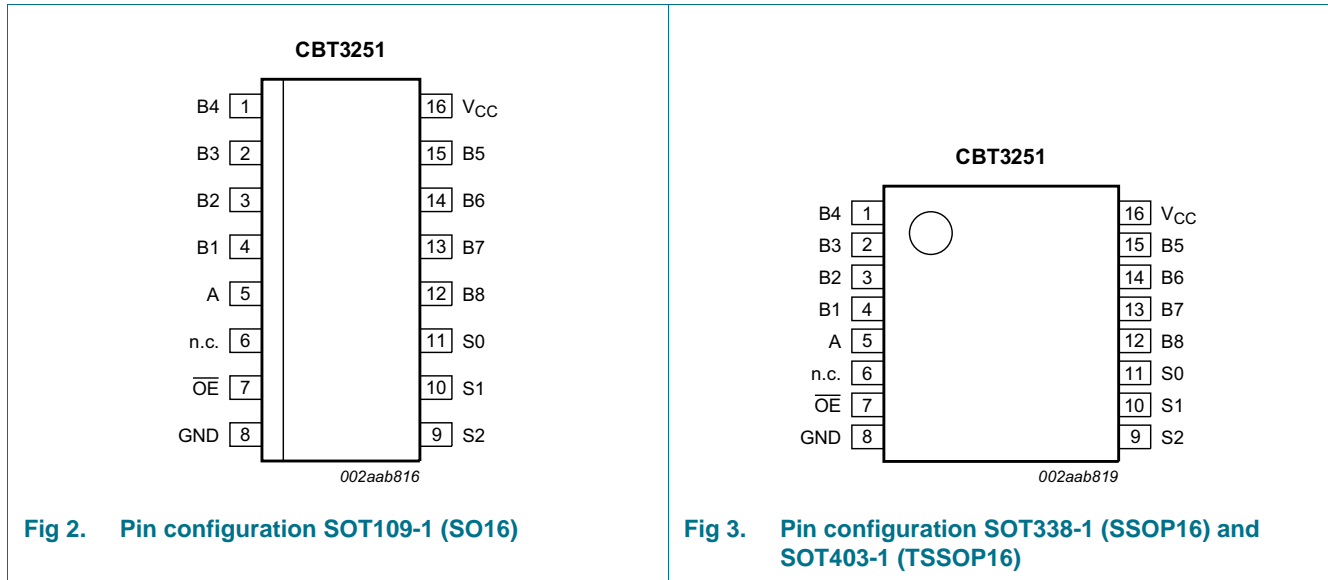 CBT3251
B4 1 16 VCC
B3 2 15 B5
B2 3 14 B6
B1 4 13 B7
A 5 12 B8
n.c. 6 11 S0
OE 7 10 S1
GND 8 9 S2
002aab816
Fig 2. Pin configuration SOT109-1 (SO16)
CBT3251
B4 1 16 VCC
B3 2 15 B5
B2 3 14 B6
B1 4 13 B7
A 5 12 B8
n.c. 6 11 S0
OE 7 10 S1
GND 8 9 S2
002aab819
Fig 3. Pin configuration SOT338-1 (SSOP16) and
SOT403-1 (TSSOP16)